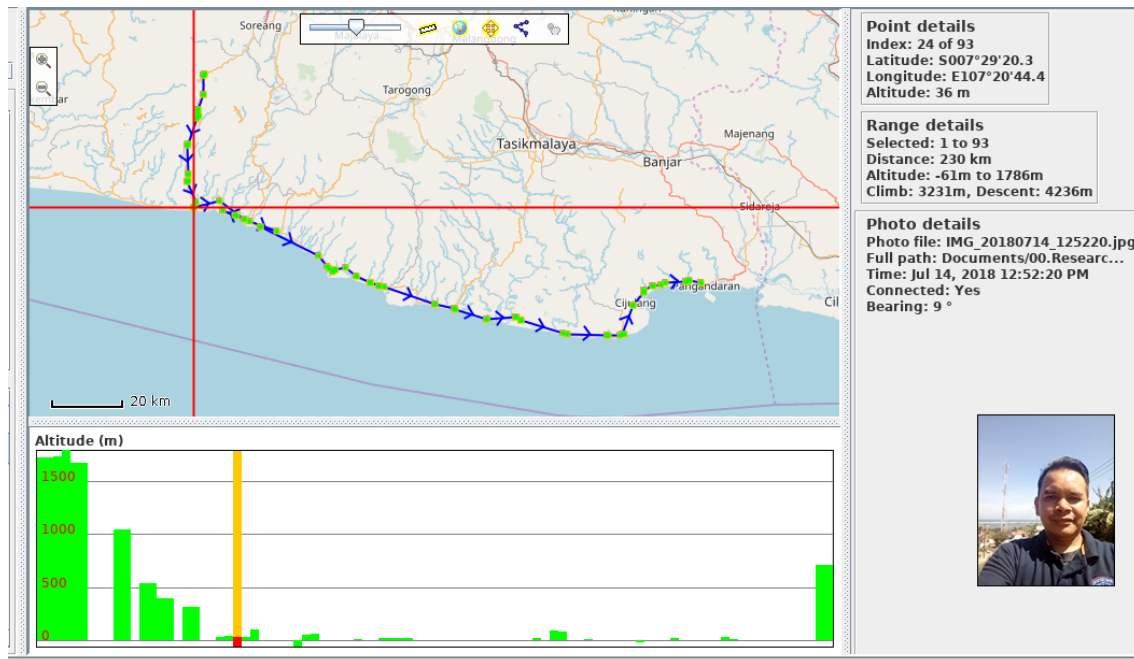 Soreang
Tarogong
Tasikmalaya
Majenang
Banjar
Sidareja
Pangandaran
20 km
Altitude (m)
1500
1000
500
0
Point details
Index: 24 of 93
Latitude: S007°29'20.3
Longitude: E107°20'44.4
Altitude: 36 m
Range details
Selected: 1 to 93
Distance: 230 km
Altitude: -61m to 1786m
Climb: 3231m, Descent: 4236m
Photo details
Photo file: IMG_20180714_125220.jpg
Full path: Documents/00.Researc...
Time: Jul 14, 2018 12:52:20 PM
Connected: Yes
Bearing: 9 °